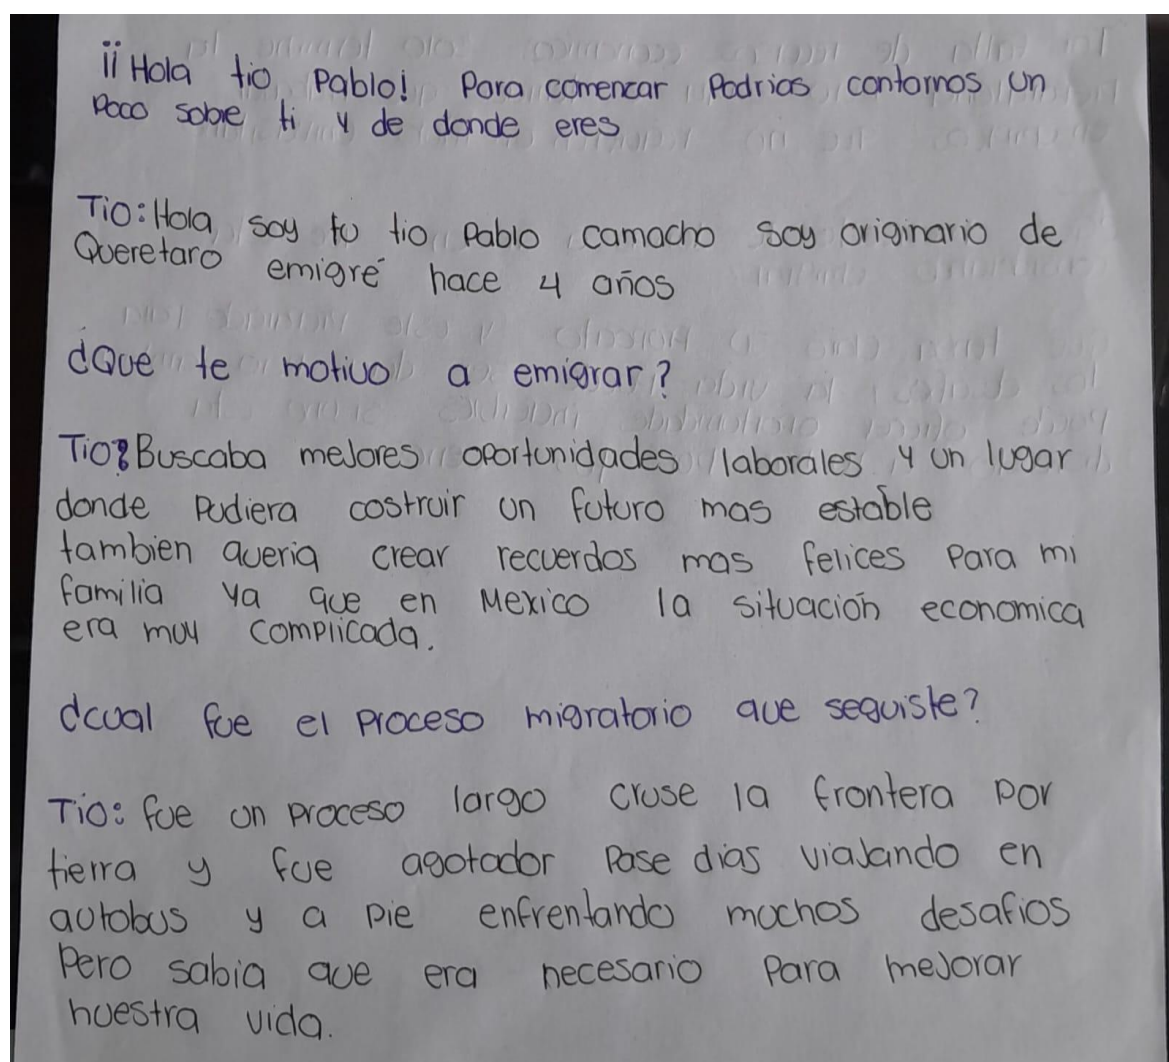 ¡¡Hola tio Pablo! Para comenzar Podrias contarnos un
Poco sobre ti y de donde eres
Tio: Hola soy tu tio Pablo camacho soy originario de
Queretaro emigré hace 4 años
¿Que te motivo a emigrar?
Tio: Buscaba mejores oportunidades laborales y un lugar
donde Pudiera costruir un futuro mas estable
tambien queria crear recuerdos mas felices Para mi
familia ya que en Mexico la situación economica
era muy complicada.
¿cual fue el proceso migratorio que seguiste?
Tio: fue un proceso largo cruse la frontera por
tierra y fue agotador Pase dias viajando en
autobus y a pie enfrentando muchos desafios
Pero sabia que era necesario Para mejorar
nuestra vida.